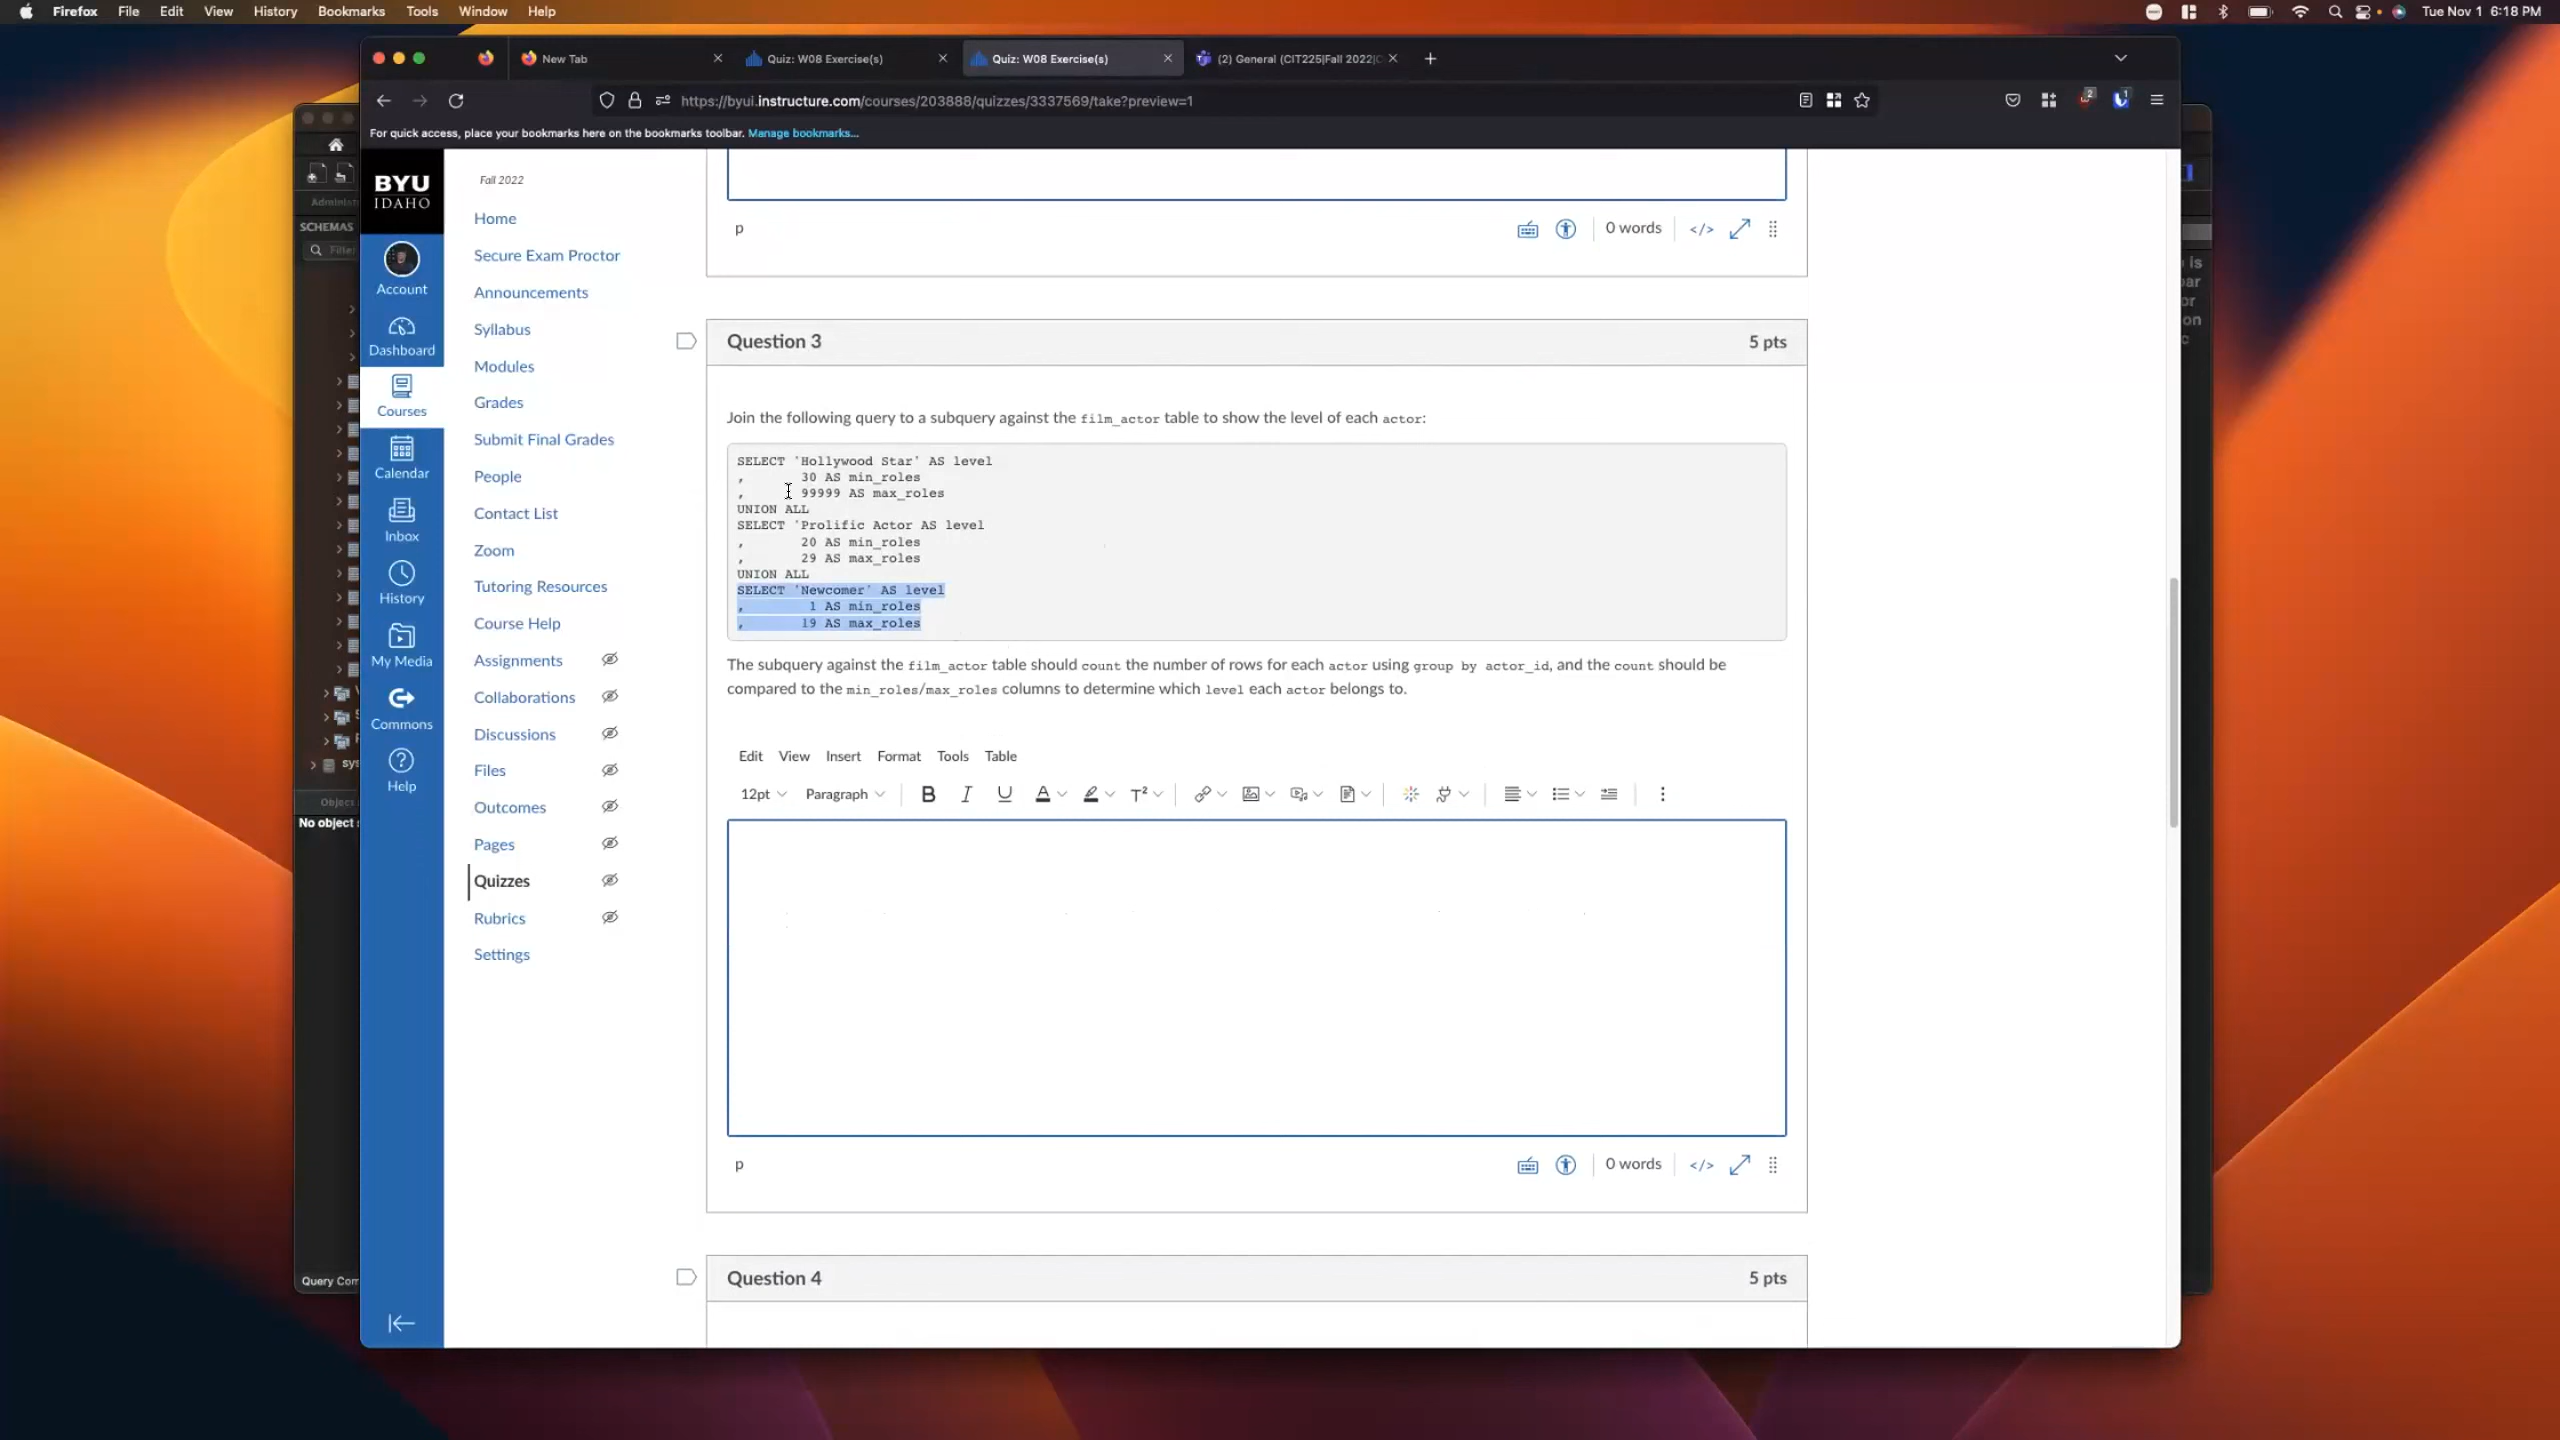 Firefox File Edit View History Bookmarks Tools Window Help
Tue Nov 1 6:18 PM
New Tab
Quiz: W08 Exercise(s)
Quiz: W08 Exercise(s)
(2) General (CIT225|Fall 2022|
https://byui.instructure.com/courses/203888/quizzes/3337569/take?preview=1
2
1
For quick access, place your bookmarks here on the bookmarks toolbar. Manage bookmarks...
SCHEMAS
No object
Query Com
BYU
IDAHO
Account
Dashboard
Courses
Calendar
Inbox
History
My Media
Commons
Help
Fall 2022
Home
Secure Exam Proctor
Announcements
Syllabus
Modules
Grades
Submit Final Grades
People
Contact List
Zoom
Tutoring Resources
Course Help
Assignments
Collaborations
Discussions
Files
Outcomes
Pages
Quizzes
Rubrics
Settings
p
0 words </>
Question 3 5 pts
Join the following query to a subquery against the film_actor table to show the level of each actor:
SELECT 'Hollywood Star' AS level
, 30 AS min_roles
, 99999 AS max_roles
UNION ALL
SELECT 'Prolific Actor AS level
, 20 AS min_roles
, 29 AS max_roles
UNION ALL
SELECT 'Newcomer' AS level
, 1 AS min_roles
, 19 AS max_roles
The subquery against the film_actor table should count the number of rows for each actor using group by actor_id, and the count should be
compared to the min_roles/max_roles columns to determine which level each actor belongs to.
Edit View Insert Format Tools Table
12pt Paragraph B I U A T²
p
0 words </>
Question 4 5 pts